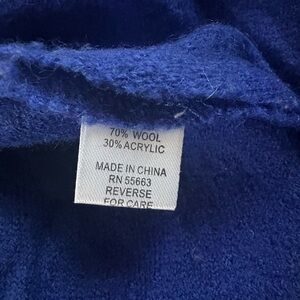 70% WOOL
30% ACRYLIC
MADE IN CHINA
RN 55663
REVERSE
FOR CARE